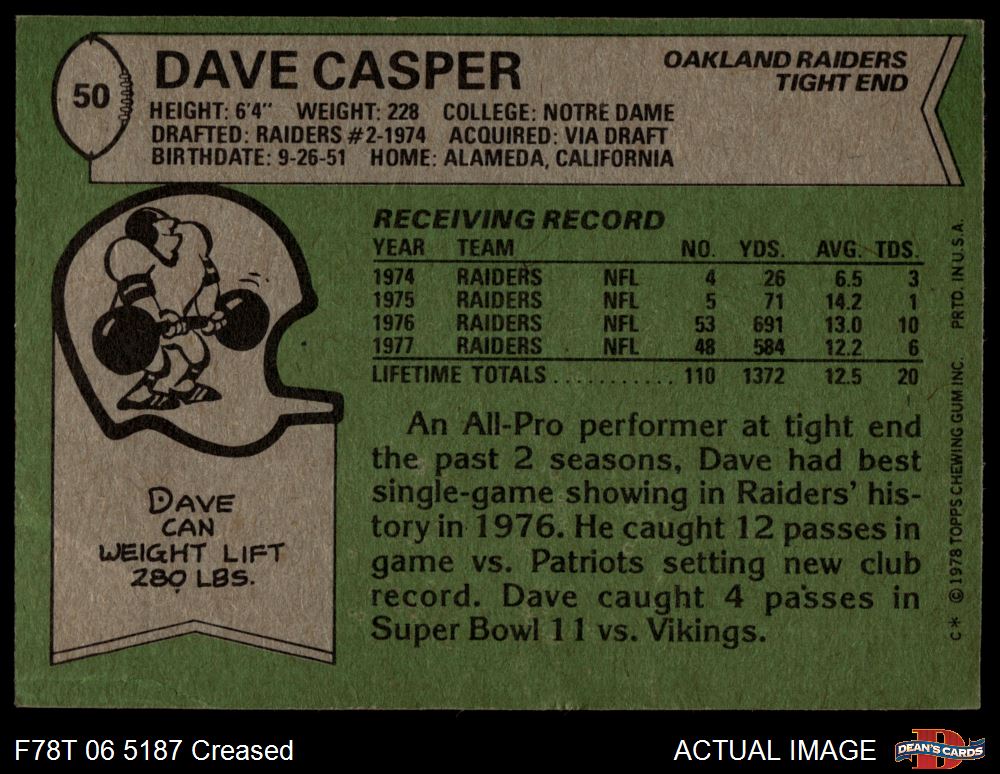 50
DAVE CASPER
OAKLAND RAIDERS
TIGHT END
HEIGHT: 6'4" WEIGHT: 228 COLLEGE: NOTRE DAME
DRAFTED: RAIDERS #2-1974 ACQUIRED: VIA DRAFT
BIRTHDATE: 9-26-51 HOME: ALAMEDA, CALIFORNIA
RECEIVING RECORD
YEAR TEAM NO. YDS. AVG. TDS.
1974 RAIDERS NFL 4 26 6.5 3
1975 RAIDERS NFL 5 71 14.2 1
1976 RAIDERS NFL 53 691 13.0 10
1977 RAIDERS NFL 48 584 12.2 6
LIFETIME TOTALS ........... 110 1372 12.5 20
An All-Pro performer at tight end
the past 2 seasons, Dave had best
single-game showing in Raiders' his-
tory in 1976. He caught 12 passes in
game vs. Patriots setting new club
record. Dave caught 4 passes in
Super Bowl 11 vs. Vikings.
DAVE
CAN
WEIGHT LIFT
280 LBS.
C* © 1978 TOPPS CHEWING GUM INC. PRTD. IN U.S.A.
F78T 06 5187 Creased
ACTUAL IMAGE
D
DEAN'S CARDS